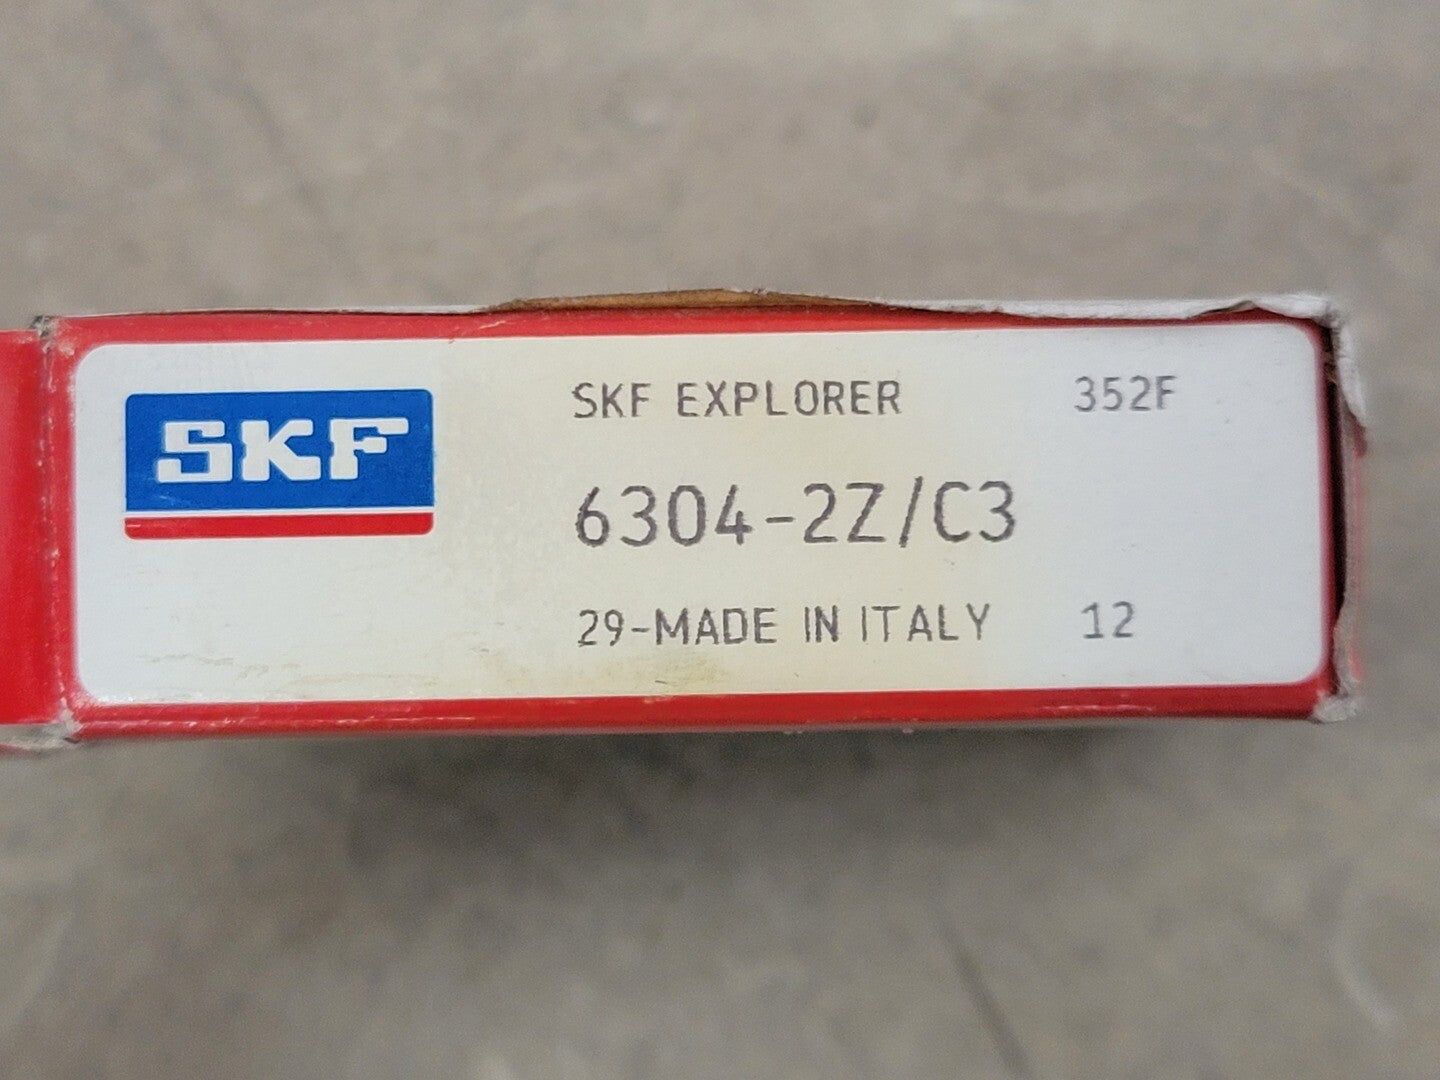 SKF
SKF EXPLORER 352F
6304-2Z/C3
29-MADE IN ITALY 12